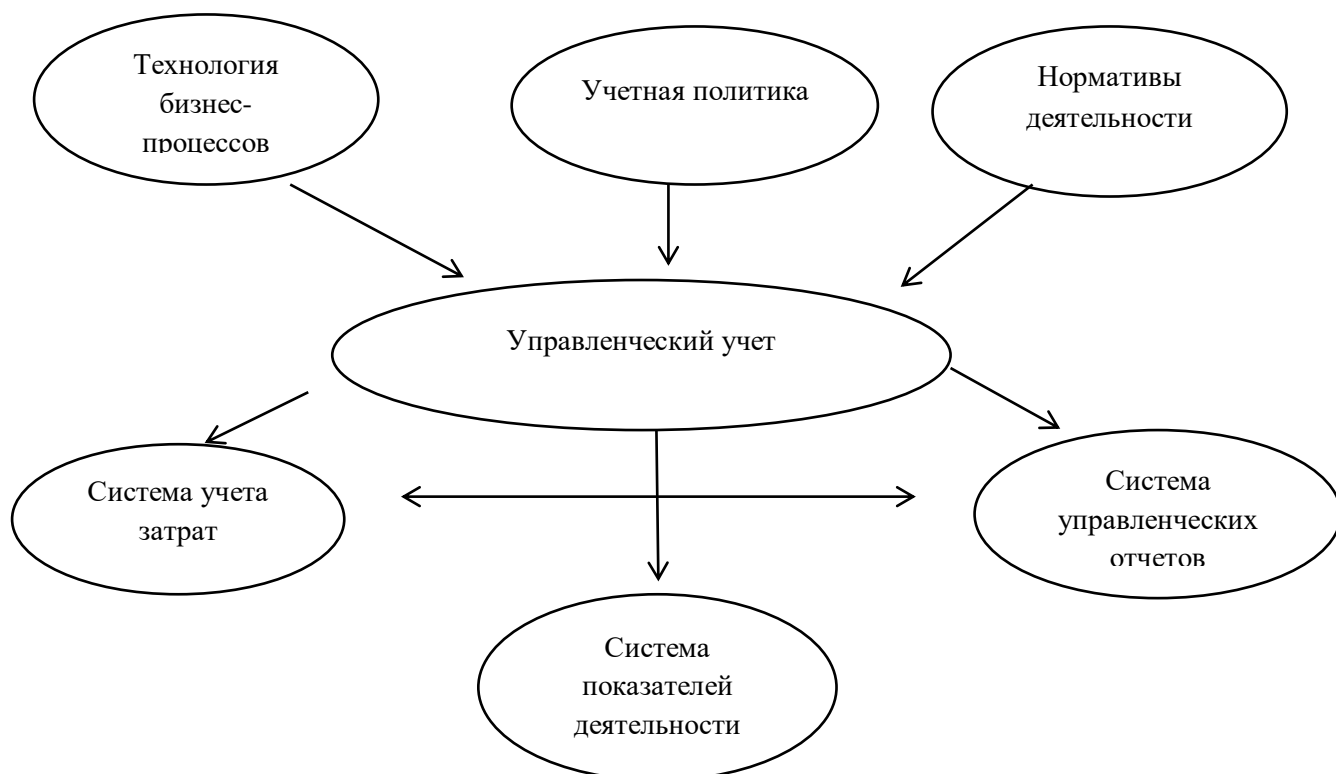 Технология
бизнес-
процессов
Учетная политика
Нормативы
деятельности
Управленческий учет
Система учета
затрат
Система
управленческих
отчетов
Система
показателей
деятельности